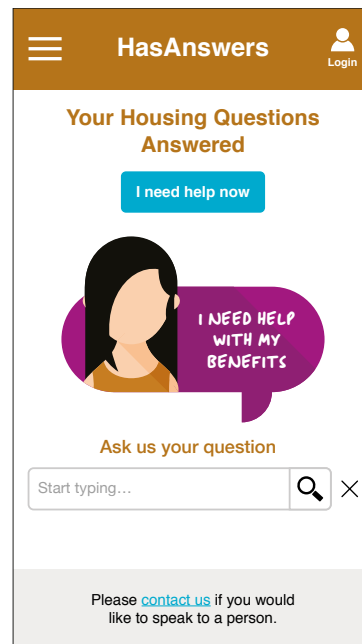 HasAnswers
Login
Your Housing Questions
Answered
I need help now
I NEED HELP
WITH MY
BENEFITS
Ask us your question
Start typing...
Please contact us if you would
like to speak to a person.